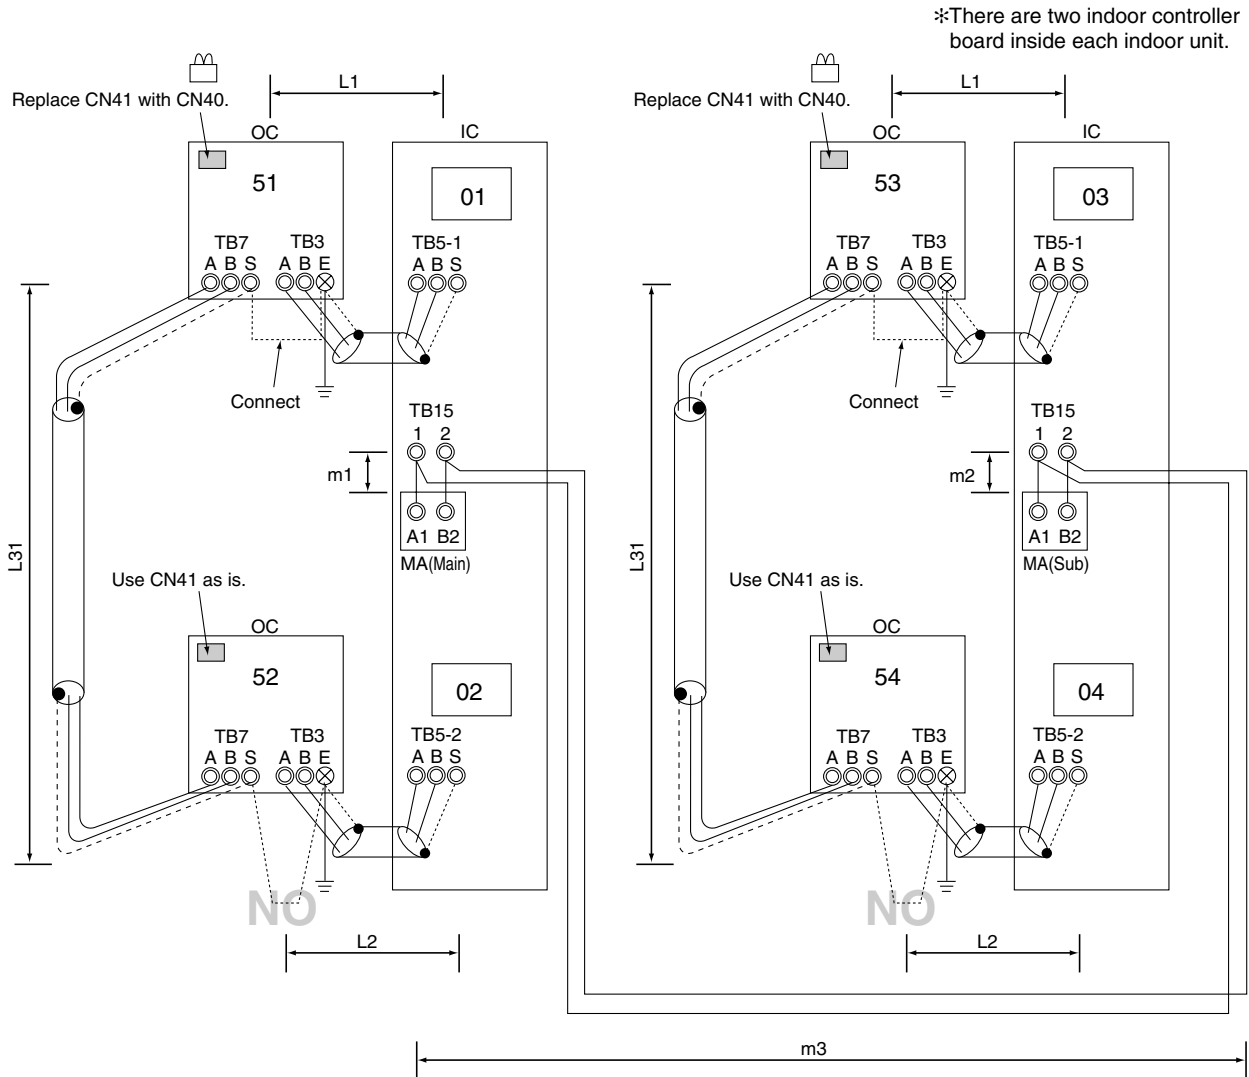 ✻There are two indoor controller
board inside each indoor unit.
L1
L1
Replace CN41 with CN40.
Replace CN41 with CN40.
OC
IC
OC
IC
51
01
53
03
TB7
TB3
TB5-1
TB7
TB3
TB5-1
A B S
A B E
A B S
A B S
A B E
A B S
Connect
Connect
TB15
TB15
1 2
1 2
m1
m2
A1 B2
A1 B2
MA(Main)
MA(Sub)
L31
L31
Use CN41 as is.
Use CN41 as is.
OC
OC
52
02
54
04
TB7
TB3
TB5-2
TB7
TB3
TB5-2
A B S
A B E
A B S
A B S
A B E
A B S
NO
NO
L2
L2
m3